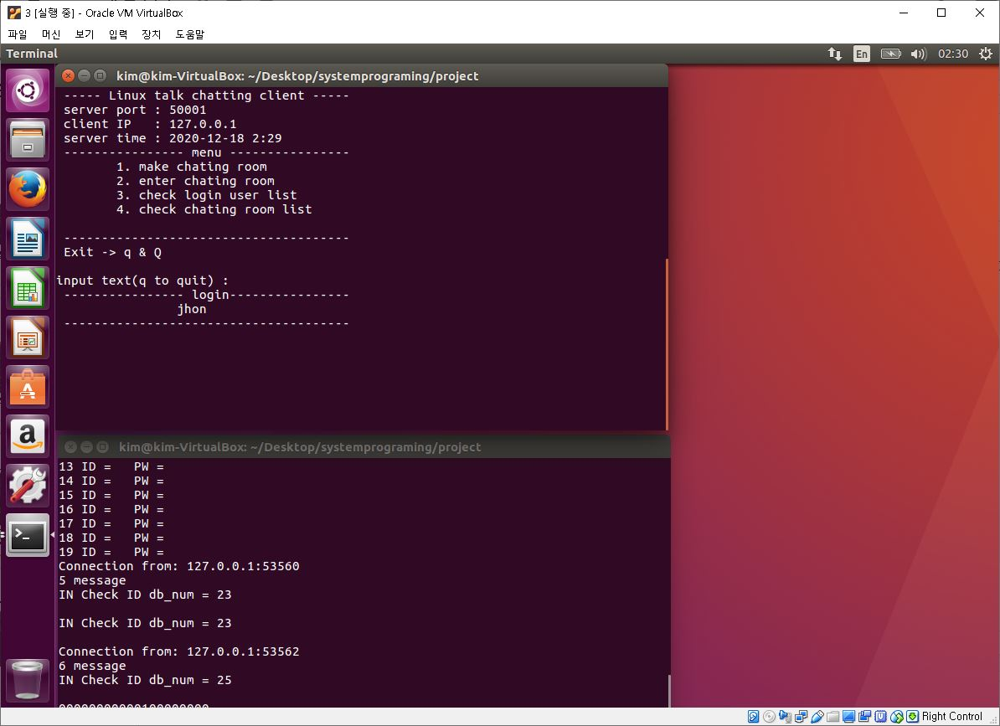 3 [실행 중] - Oracle VM VirtualBox
파일 머신 보기 입력 장치 도움말
Terminal
En
02:30
kim@kim-VirtualBox: ~/Desktop/systemprograming/project
----- Linux talk chatting client -----
server port : 50001
client IP   : 127.0.0.1
server time : 2020-12-18 2:29
---------------- menu ----------------
1. make chating room
2. enter chating room
3. check login user list
4. check chating room list
--------------------------------------
Exit -> q & Q
input text(q to quit) :
---------------- login----------------
jhon
--------------------------------------
kim@kim-VirtualBox: ~/Desktop/systemprograming/project
13 ID =   PW =
14 ID =   PW =
15 ID =   PW =
16 ID =   PW =
17 ID =   PW =
18 ID =   PW =
19 ID =   PW =
Connection from: 127.0.0.1:53560
5 message
IN Check ID db_num = 23
IN Check ID db_num = 23
Connection from: 127.0.0.1:53562
6 message
IN Check ID db_num = 25
Right Control